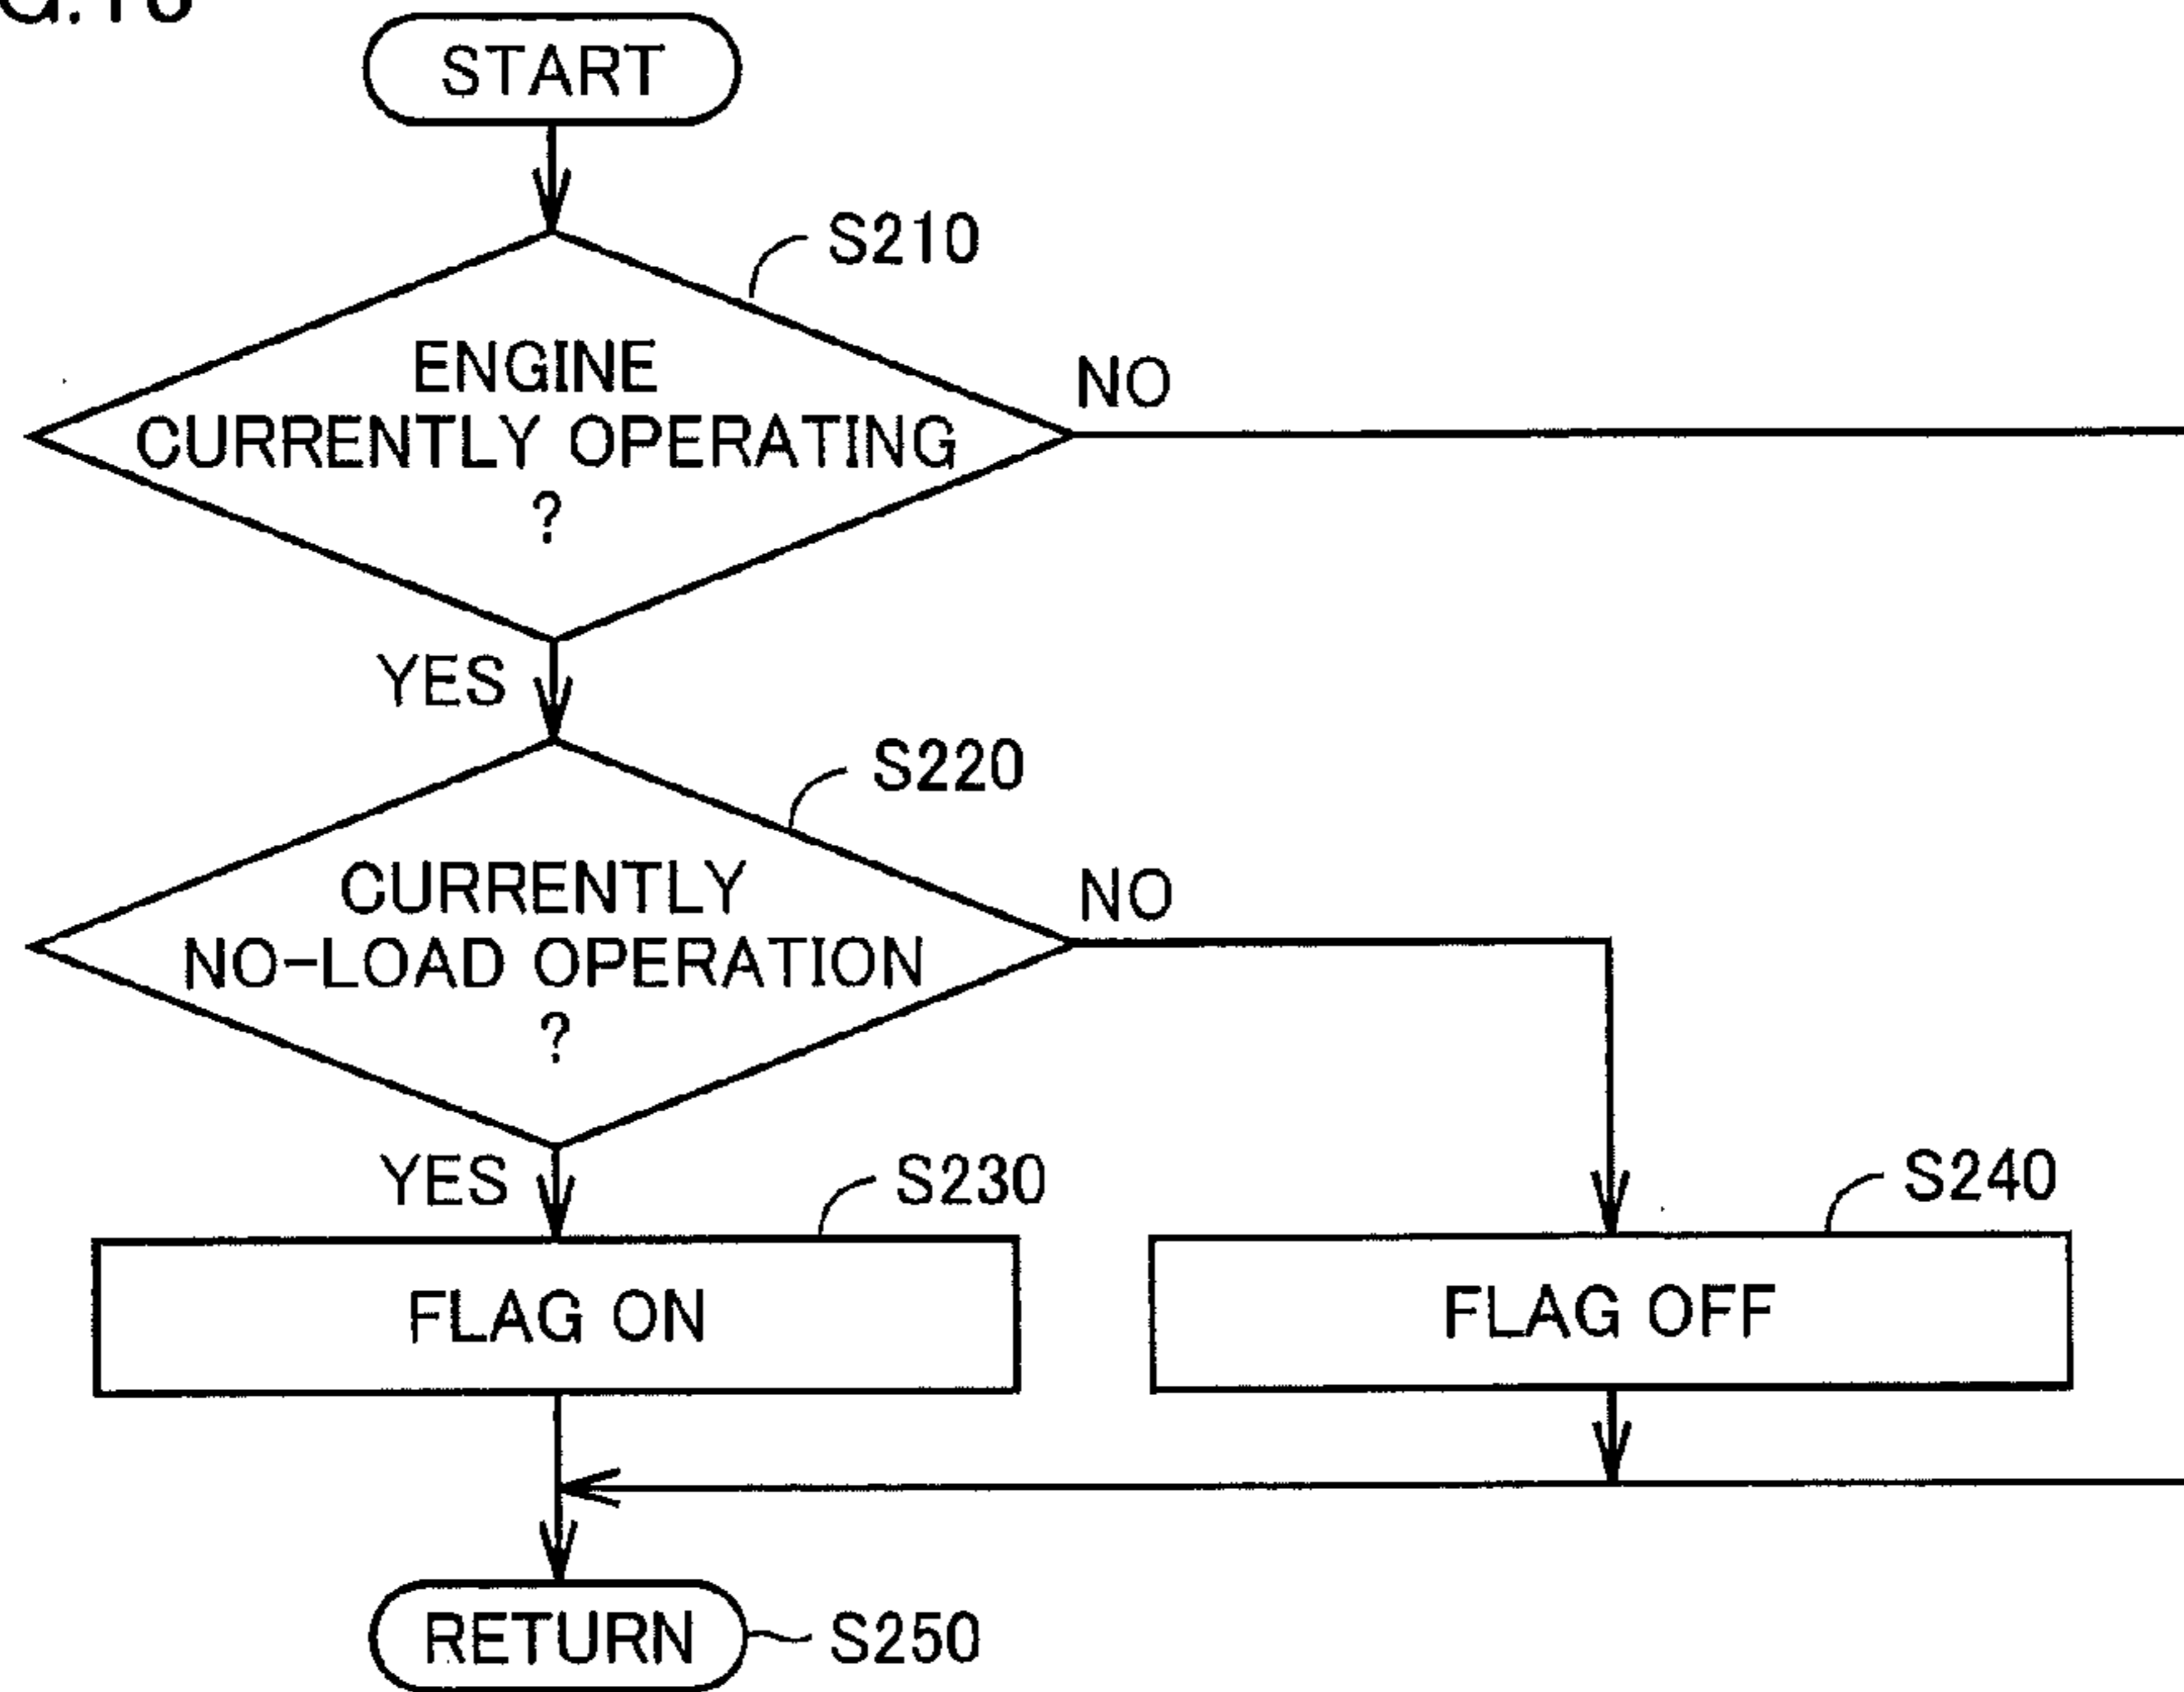 START
S210
ENGINE
CURRENTLY OPERATING
?
NO
YES
S220
CURRENTLY
NO-LOAD OPERATION
?
NO
YES
S230
FLAG ON
S240
FLAG OFF
RETURN
S250